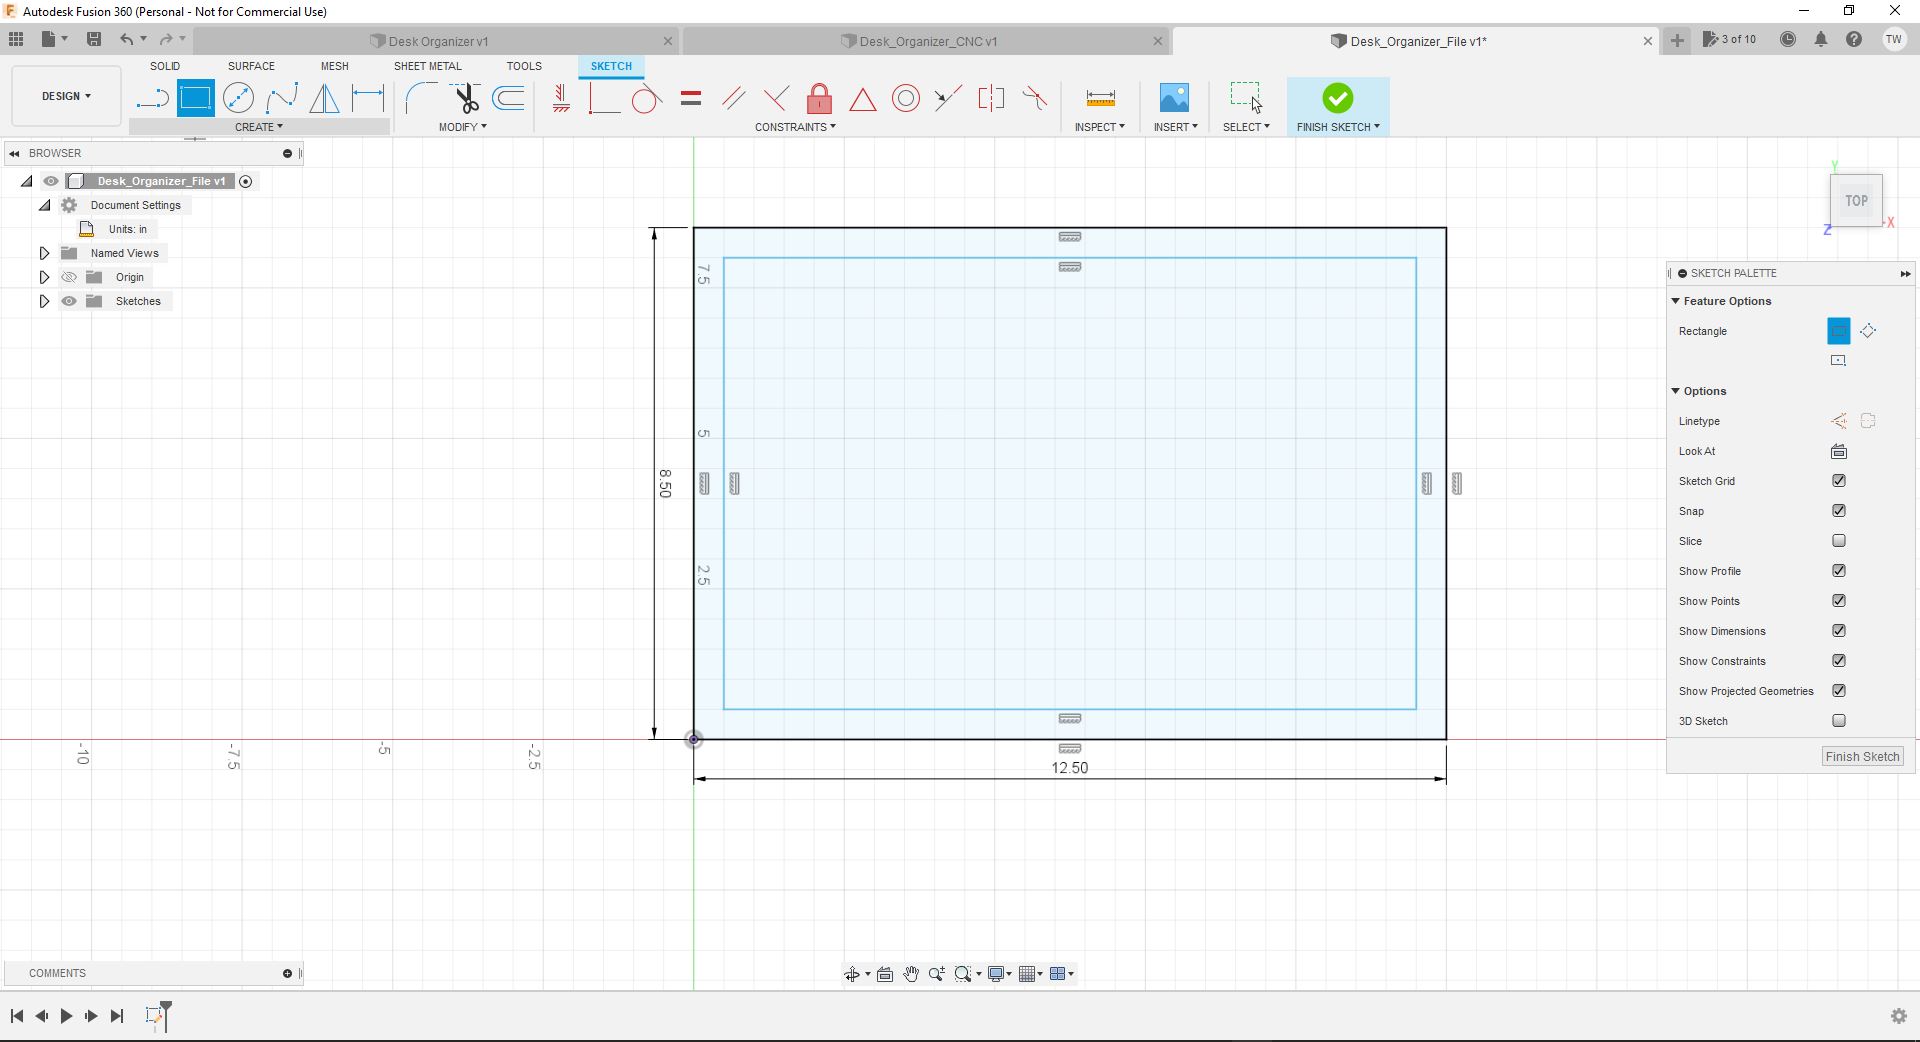 Autodesk Fusion 360 (Personal - Not for Commercial Use)
Desk Organizer v1
Desk_Organizer_CNC v1
Desk_Organizer_File v1*
3 of 10
TW
DESIGN
SOLID
SURFACE
MESH
SHEET METAL
TOOLS
SKETCH
CREATE
MODIFY
CONSTRAINTS
INSPECT
INSERT
SELECT
FINISH SKETCH
BROWSER
Desk_Organizer_File v1
Document Settings
Units: in
Named Views
Origin
Sketches
Y
TOP
X
Z
7.5
5
8.50
2.5
-10
-7.5
-5
-2.5
12.50
SKETCH PALETTE
Feature Options
Rectangle
Options
Linetype
Look At
Sketch Grid
Snap
Slice
Show Profile
Show Points
Show Dimensions
Show Constraints
Show Projected Geometries
3D Sketch
Finish Sketch
COMMENTS